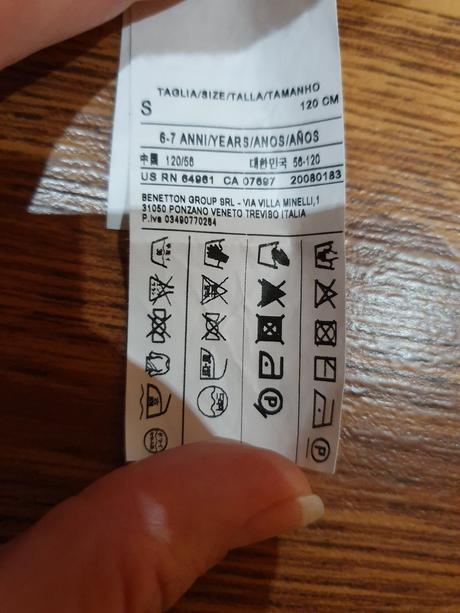 TAGLIA/SIZE/TALLA/TAMANHO
S 120 CM
6-7 ANNI/YEARS/ANOS/AÑOS
中國 120/56 대한민국 56-120
US RN 64961 CA 07697 20080183
BENETTON GROUP SRL - VIA VILLA MINELLI,1
31050 PONZANO VENETO TREVISO ITALIA
P.iva 03490770264
P
P